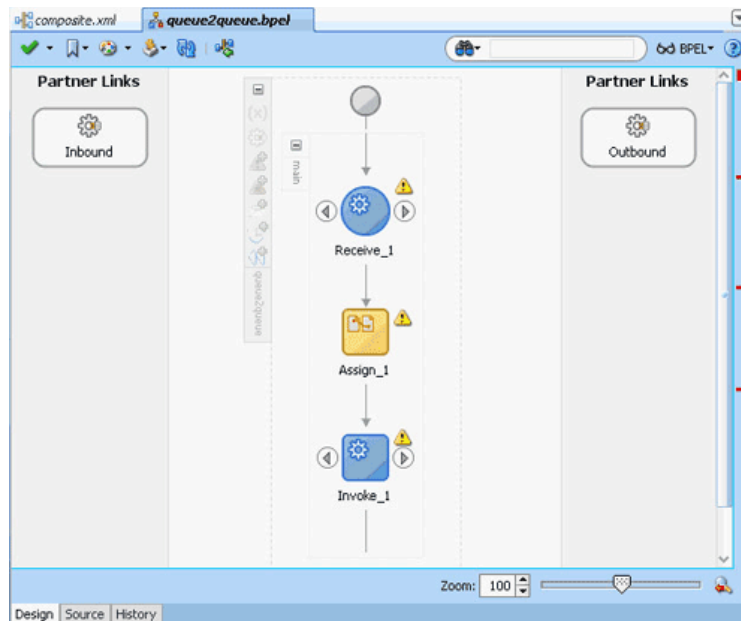 composite.xml queue2queue.bpel
BPEL
Partner Links
Partner Links
Inbound
Outbound
main
Receive_1
queue2queue
Assign_1
Invoke_1
Zoom: 100
Design Source History